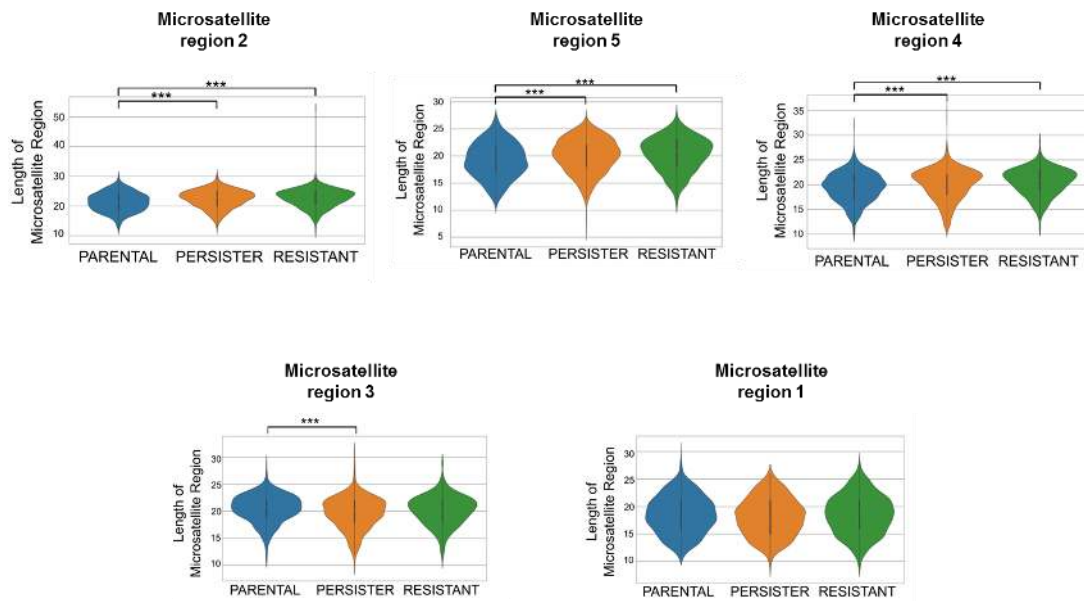 Microsatellite
region 2
***
***
Length of
Microsatellite Region
50
40
30
20
10
PARENTAL PERSISTER RESISTANT
Microsatellite
region 5
***
***
Length of
Microsatellite Region
30
25
20
15
10
5
PARENTAL PERSISTER RESISTANT
Microsatellite
region 4
***
***
Length of
Microsatellite Region
35
30
25
20
15
10
PARENTAL PERSISTER RESISTANT
Microsatellite
region 3
***
Length of
Microsatellite Region
30
25
20
15
10
PARENTAL PERSISTER RESISTANT
Microsatellite
region 1
Length of
Microsatellite Region
30
25
20
15
10
PARENTAL PERSISTER RESISTANT